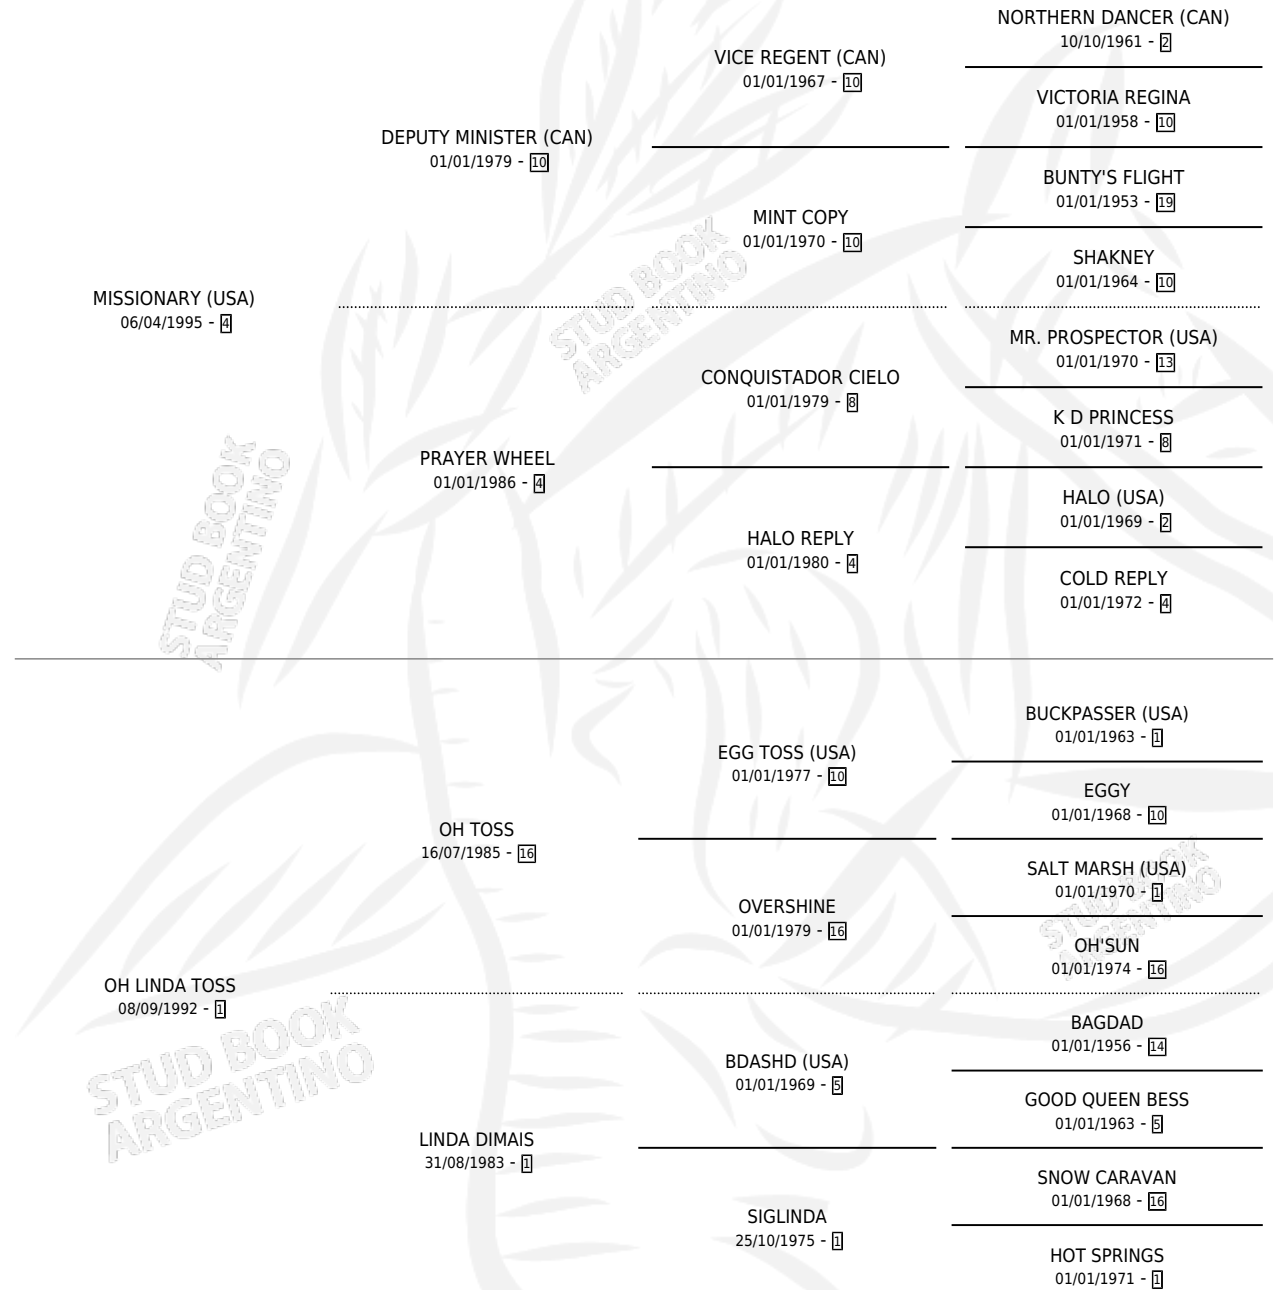 NORTHERN DANCER (CAN)
10/10/1961 - 2
VICE REGENT (CAN)
01/01/1967 - 10
VICTORIA REGINA
01/01/1958 - 10
DEPUTY MINISTER (CAN)
01/01/1979 - 10
BUNTY'S FLIGHT
01/01/1953 - 19
MINT COPY
01/01/1970 - 10
SHAKNEY
01/01/1964 - 10
MISSIONARY (USA)
06/04/1995 - 4
MR. PROSPECTOR (USA)
01/01/1970 - 13
CONQUISTADOR CIELO
01/01/1979 - 8
K D PRINCESS
01/01/1971 - 8
PRAYER WHEEL
01/01/1986 - 4
HALO (USA)
01/01/1969 - 2
HALO REPLY
01/01/1980 - 4
COLD REPLY
01/01/1972 - 4
BUCKPASSER (USA)
01/01/1963 - 1
EGG TOSS (USA)
01/01/1977 - 10
EGGY
01/01/1968 - 10
OH TOSS
16/07/1985 - 16
SALT MARSH (USA)
01/01/1970 - 1
OVERSHINE
01/01/1979 - 16
OH'SUN
01/01/1974 - 16
OH LINDA TOSS
08/09/1992 - 1
BAGDAD
01/01/1956 - 14
BDASHD (USA)
01/01/1969 - 5
GOOD QUEEN BESS
01/01/1963 - 5
LINDA DIMAIS
31/08/1983 - 1
SNOW CARAVAN
01/01/1968 - 16
SIGLINDA
25/10/1975 - 1
HOT SPRINGS
01/01/1971 - 1
STUD BOOK
ARGENTINO
STUD BOOK
ARGENTINO
STUD BOOK
ARGENTINO
STUD BOOK
ARGENTINO